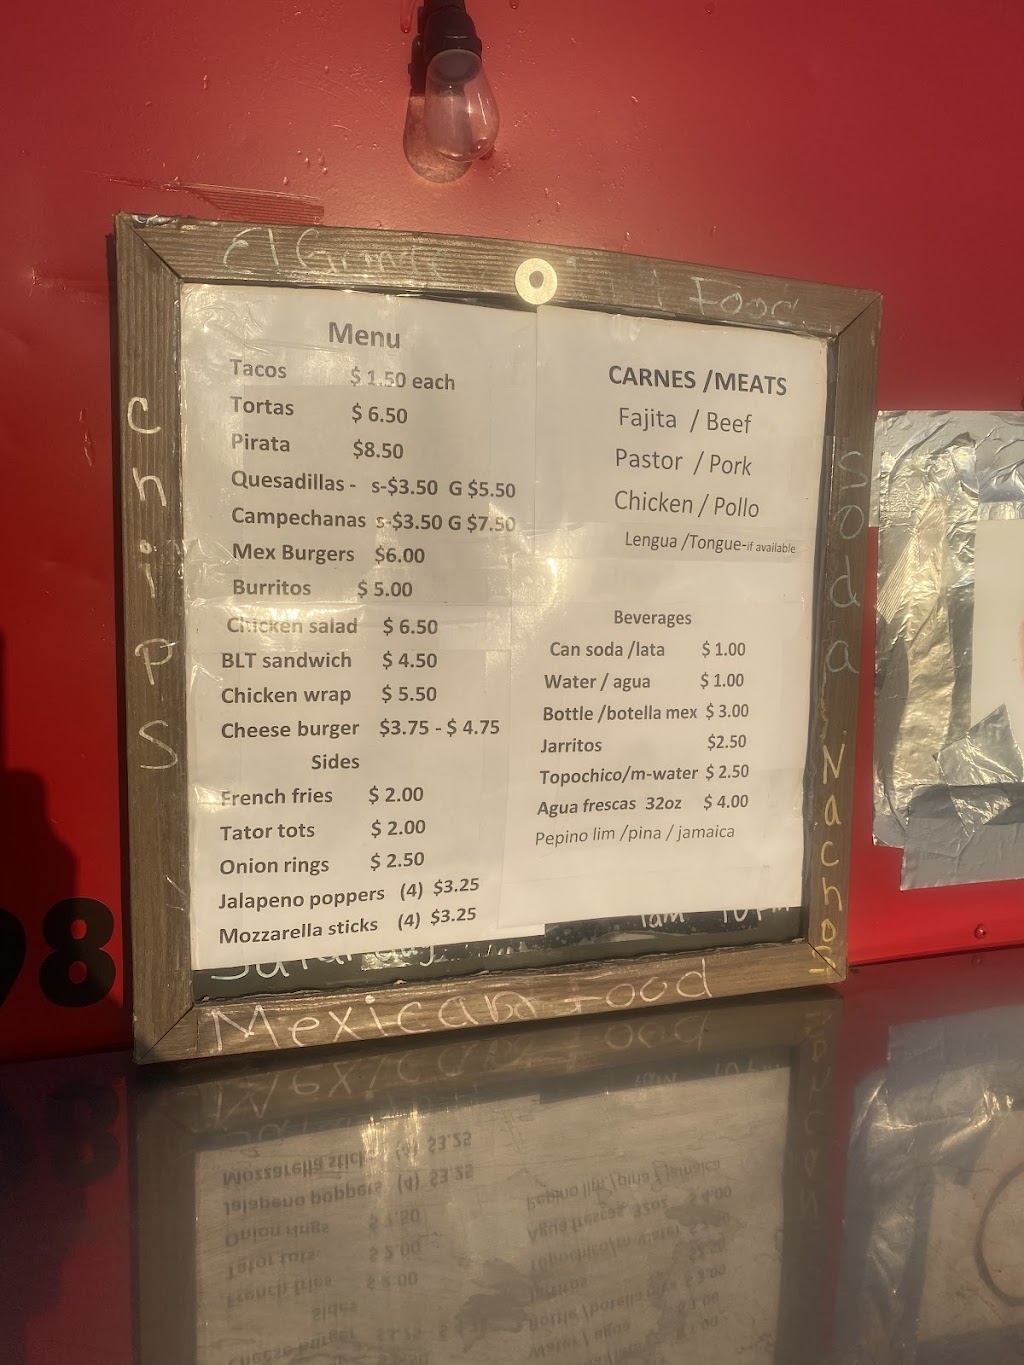 El Grande
Food
Chips
Menu
Tacos $ 1.50 each
Tortas $ 6.50
Pirata $8.50
Quesadillas - s-$3.50 G $5.50
Campechanas s-$3.50 G $7.50
Mex Burgers $6.00
Burritos $ 5.00
Chicken salad $ 6.50
BLT sandwich $ 4.50
Chicken wrap $ 5.50
Cheese burger $3.75 - $ 4.75
Sides
French fries $ 2.00
Tator tots $ 2.00
Onion rings $ 2.50
Jalapeno poppers (4) $3.25
Mozzarella sticks (4) $3.25
CARNES /MEATS
Fajita / Beef
Pastor / Pork
Chicken / Pollo
Lengua /Tongue-if available
Beverages
Can soda /lata $ 1.00
Water / agua $ 1.00
Bottle /botella mex $ 3.00
Jarritos $2.50
Topochico/m-water $ 2.50
Agua frescas 32oz $ 4.00
Pepino lim /pina / jamaica
Soda
Nachos
Saturday
Mexican Food
98